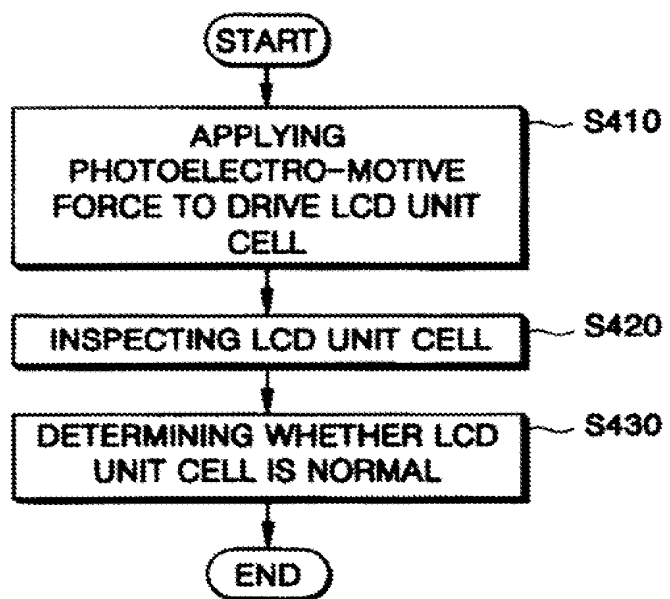 START
APPLYING
PHOTOELECTRO-MOTIVE
FORCE TO DRIVE LCD UNIT
CELL
S410
INSPECTING LCD UNIT CELL
S420
DETERMINING WHETHER LCD
UNIT CELL IS NORMAL
S430
END